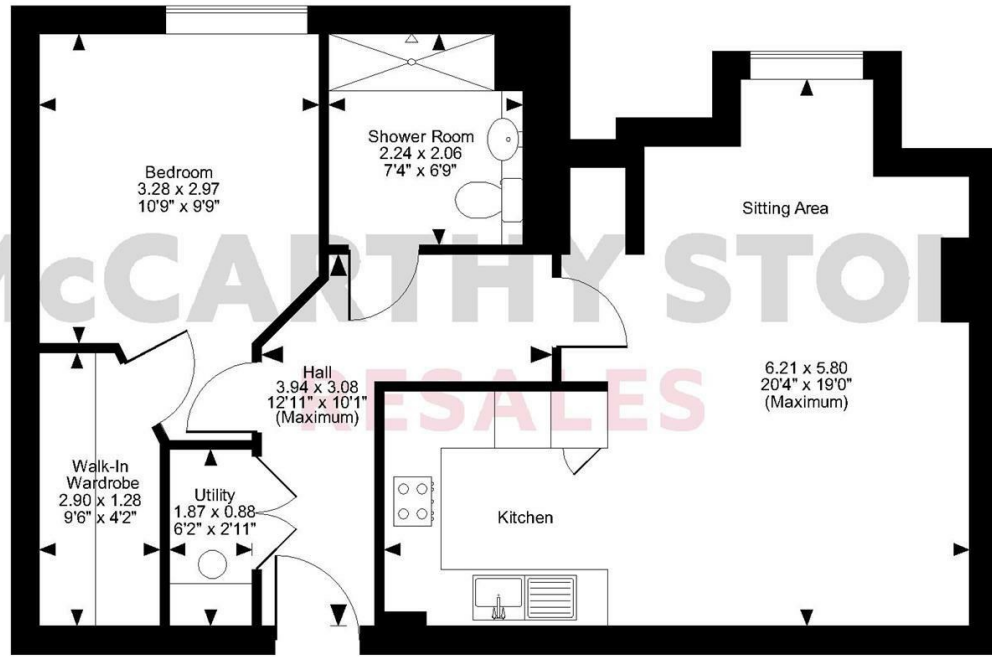 Bedroom
3.28 x 2.97
10'9" x 9'9"
Shower Room
2.24 x 2.06
7'4" x 6'9"
Sitting Area
McCARTHY STO
RESALES
Hall
3.94 x 3.08
12'11" x 10'1"
(Maximum)
6.21 x 5.80
20'4" x 19'0"
(Maximum)
Walk-In
Wardrobe
2.90 x 1.28
9'6" x 4'2"
Utility
1.87 x 0.88
6'2" x 2'11"
Kitchen